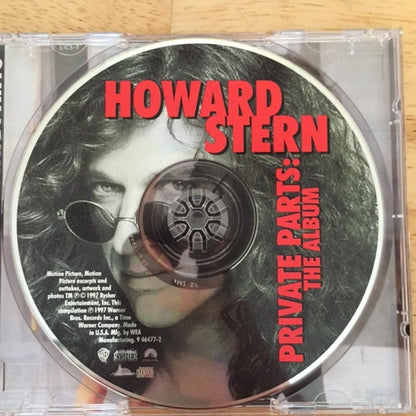 HOWARD
STERN
PRIVATE PARTS:
THE ALBUM
Motion Picture, Motion
Picture excerpts and
outtakes, artwork and
photos TM ℗ © 1997 Rysher
Entertainment, Inc. This
compilation ℗ 1997 Warner
Bros. Records Inc., a Time
Warner Company. Made
in U.S.A. Mfg. by WEA
Manufacturing. 9 46477-2
WB
RYSHER